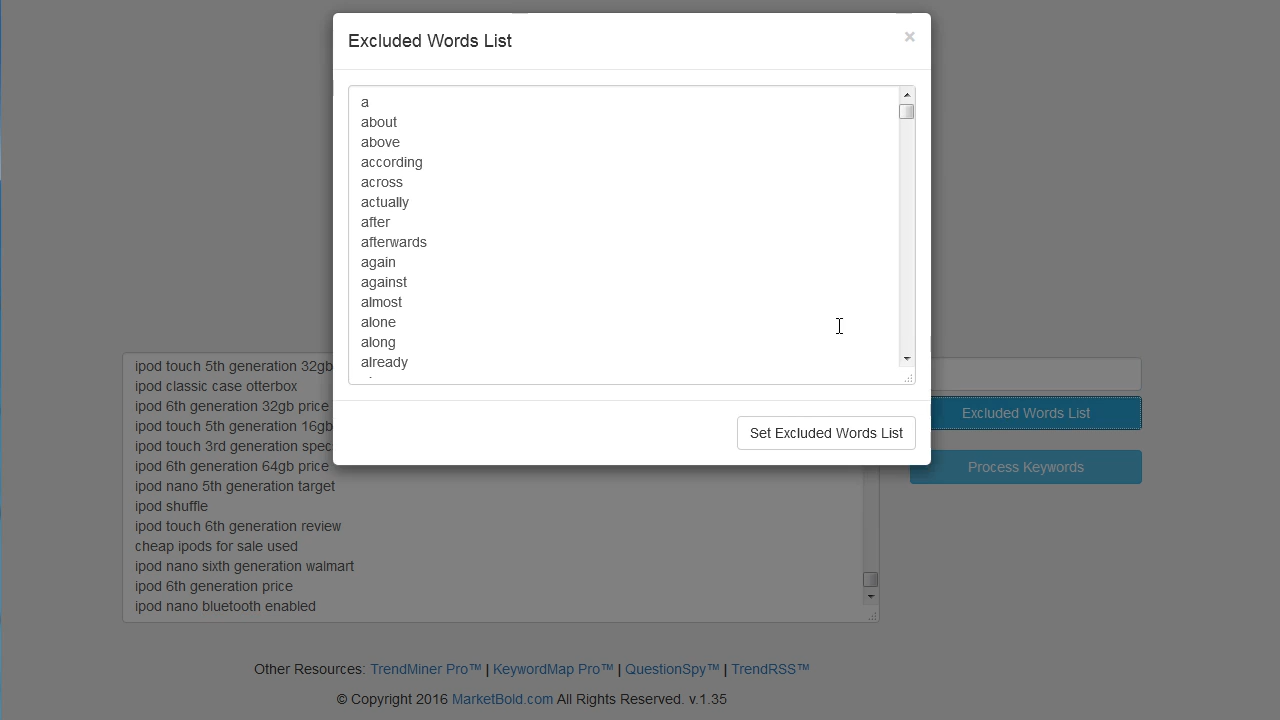 Excluded Words List
×
a
about
above
according
across
actually
after
afterwards
again
against
almost
alone
along
already
ipod touch 5th generation 32gb
ipod classic case otterbox
ipod 6th generation 32gb price
ipod touch 5th generation 16gb
ipod touch 3rd generation spec
ipod 6th generation 64gb price
ipod nano 5th generation target
ipod shuffle
ipod touch 6th generation review
cheap ipods for sale used
ipod nano sixth generation walmart
ipod 6th generation price
ipod nano bluetooth enabled
Set Excluded Words List
Excluded Words List
Process Keywords
Other Resources: TrendMiner Pro™ | KeywordMap Pro™ | QuestionSpy™ | TrendRSS™
© Copyright 2016 MarketBold.com All Rights Reserved. v.1.35